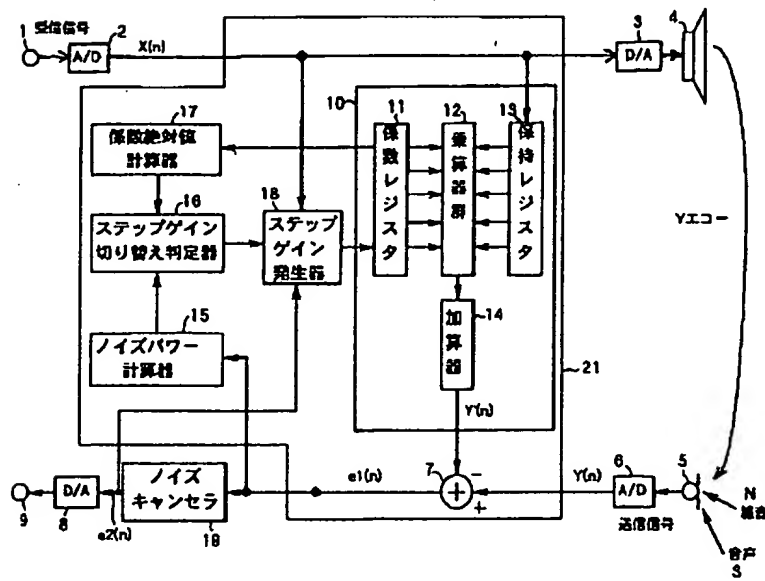 受信信号
1
A/D
2
X(n)
3
D/A
4
10
11
係数レジスタ
12
乗算器群
13
保持レジスタ
17
係数絶対値
計算器
16
ステップゲイン
切り替え判定器
18
ステップ
ゲイン
発生器
15
ノイズパワー
計算器
14
加算器
Yエコー
21
Y'(n)
7
−
+
e1(n)
Y(n)
6
A/D
5
送信信号
N
雑音
音声
S
9
D/A
8
e2(n)
ノイズ
キャンセラ
19